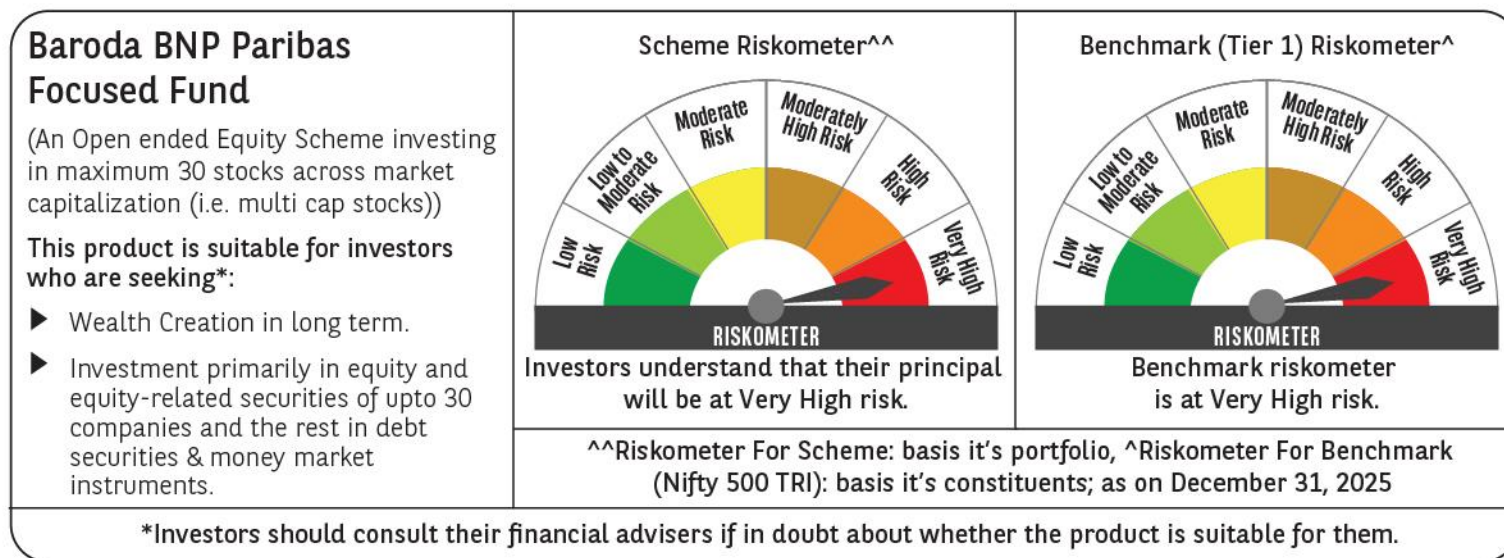 Baroda BNP Paribas
Focused Fund
(An Open ended Equity Scheme investing
in maximum 30 stocks across market
capitalization (i.e. multi cap stocks))
This product is suitable for investors
who are seeking*:
▶ Wealth Creation in long term.
▶ Investment primarily in equity and
equity-related securities of upto 30
companies and the rest in debt
securities & money market
instruments.
Scheme Riskometer^^
Low
Risk
Low to
Moderate
Risk
Moderate
Risk
Moderately
High Risk
High
Risk
Very High
Risk
RISKOMETER
Investors understand that their principal
will be at Very High risk.
Benchmark (Tier 1) Riskometer^
Low
Risk
Low to
Moderate
Risk
Moderate
Risk
Moderately
High Risk
High
Risk
Very High
Risk
RISKOMETER
Benchmark riskometer
is at Very High risk.
^^Riskometer For Scheme: basis it's portfolio, ^Riskometer For Benchmark
(Nifty 500 TRI): basis it's constituents; as on December 31, 2025
*Investors should consult their financial advisers if in doubt about whether the product is suitable for them.